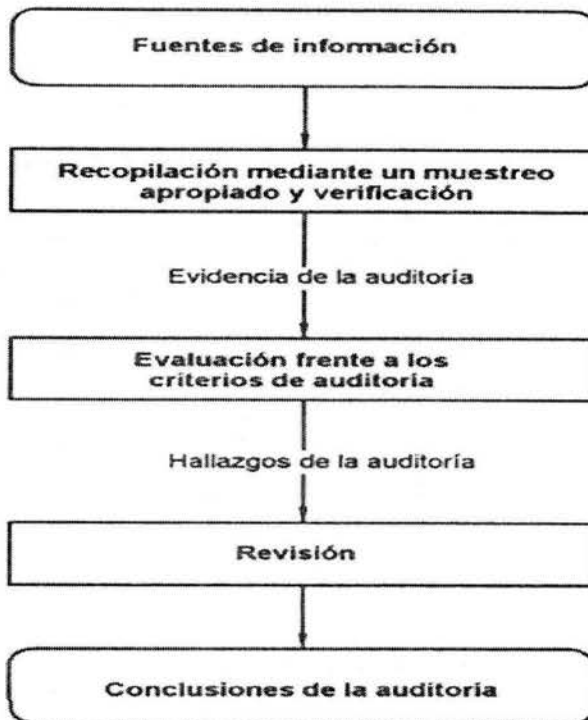 Fuentes de información
Recopilación mediante un muestreo
apropiado y verificación
Evidencia de la auditoría
Evaluación frente a los
criterios de auditoría
Hallazgos de la auditoría
Revisión
Conclusiones de la auditoría